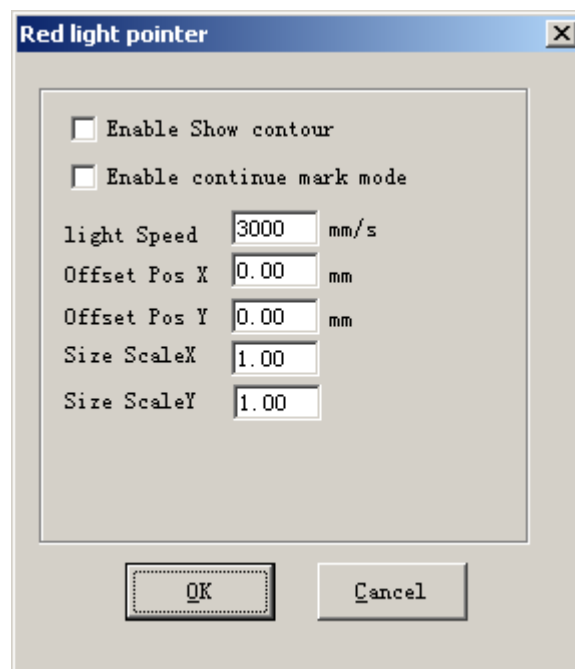 Red light pointer
Enable Show contour
Enable continue mark mode
light Speed 3000 mm/s
Offset Pos X 0.00 mm
Offset Pos Y 0.00 mm
Size ScaleX 1.00
Size ScaleY 1.00
OK Cancel